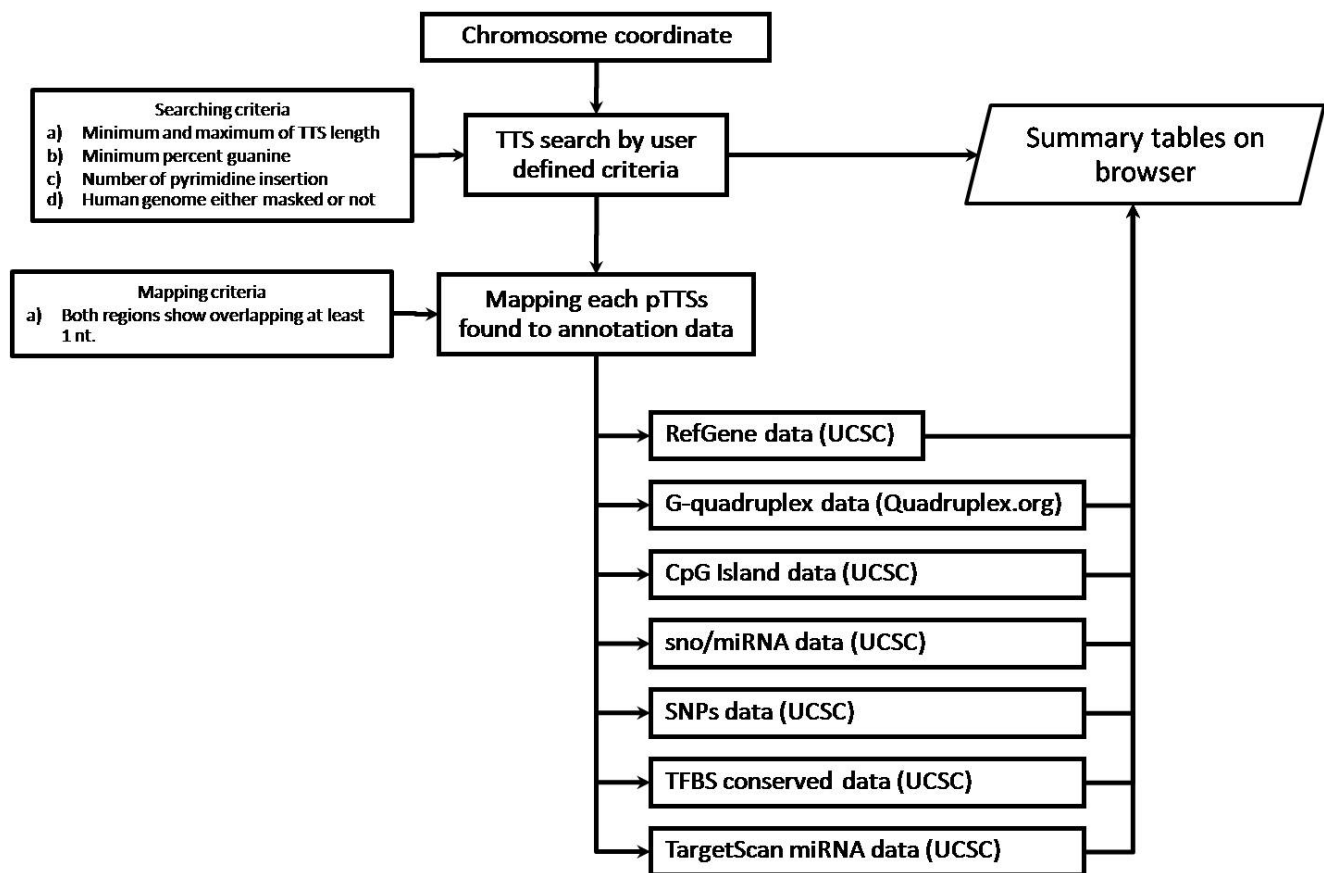 Chromosome coordinate
Searching criteria
a) Minimum and maximum of TTS length
b) Minimum percent guanine
c) Number of pyrimidine insertion
d) Human genome either masked or not
TTS search by user
defined criteria
Summary tables on
browser
Mapping criteria
a) Both regions show overlapping at least
1 nt.
Mapping each pTTSs
found to annotation data
RefGene data (UCSC)
G-quadruplex data (Quadruplex.org)
CpG Island data (UCSC)
sno/miRNA data (UCSC)
SNPs data (UCSC)
TFBS conserved data (UCSC)
TargetScan miRNA data (UCSC)